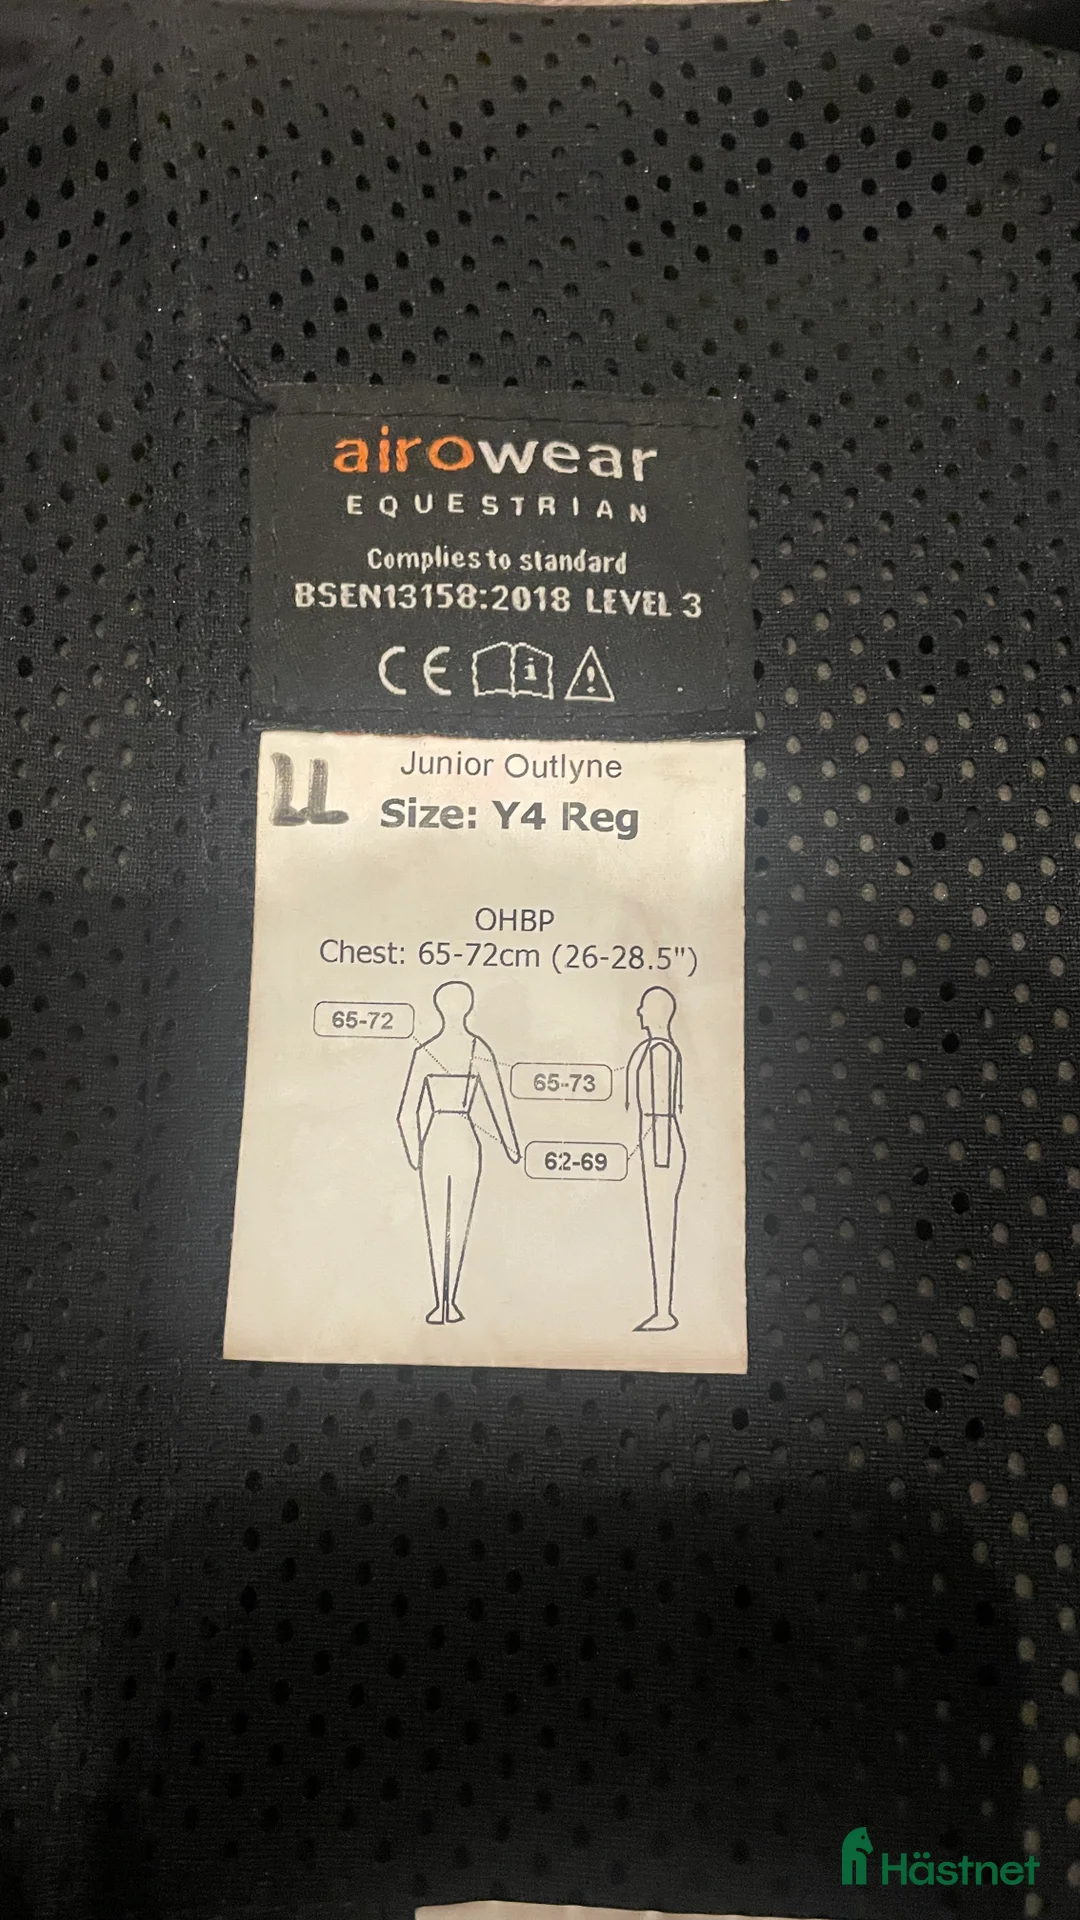 airowear
EQUESTRIAN
Complies to standard
BSEN13158:2018 LEVEL 3
CE i !
LL
Junior Outlyne
Size: Y4 Reg
OHBP
Chest: 65-72cm (26-28.5")
65-72
65-73
62-69
Hästnet